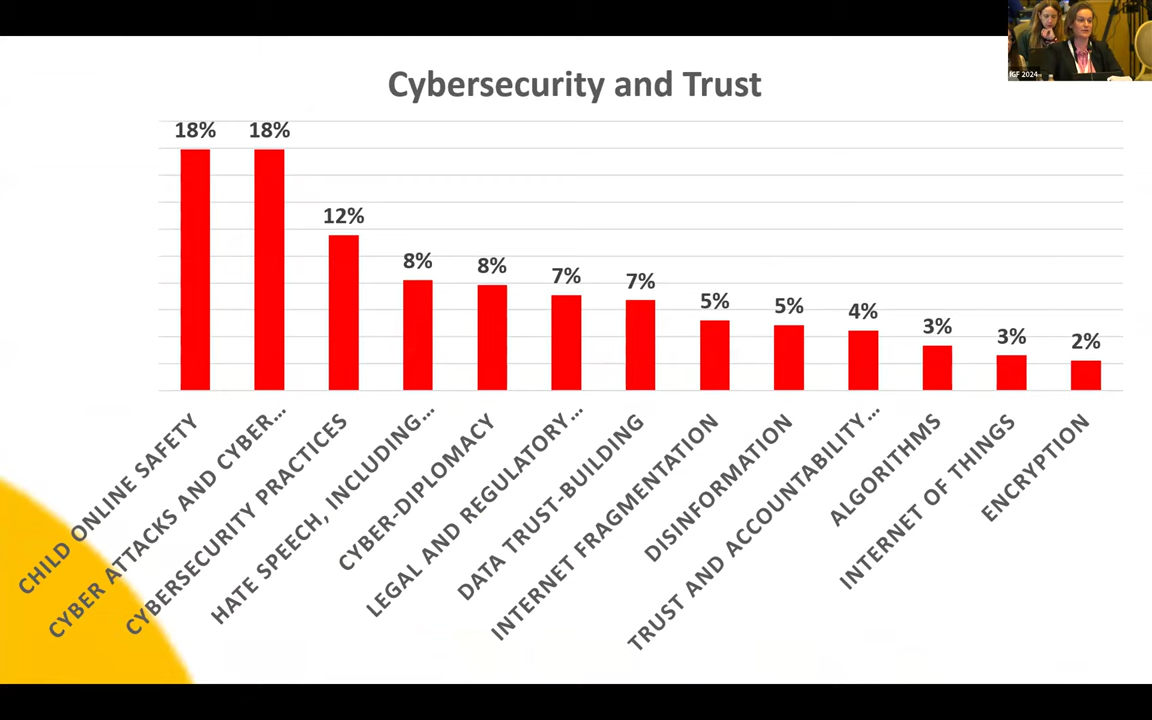 IGF 2024
Cybersecurity and Trust
18%
18%
12%
8%
8%
7%
7%
5%
5%
4%
3%
3%
2%
CHILD ONLINE SAFETY
CYBER ATTACKS AND CYBER…
CYBERSECURITY PRACTICES
HATE SPEECH, INCLUDING…
CYBER-DIPLOMACY
LEGAL AND REGULATORY…
DATA TRUST-BUILDING
INTERNET FRAGMENTATION
DISINFORMATION
TRUST AND ACCOUNTABILITY…
ALGORITHMS
INTERNET OF THINGS
ENCRYPTION